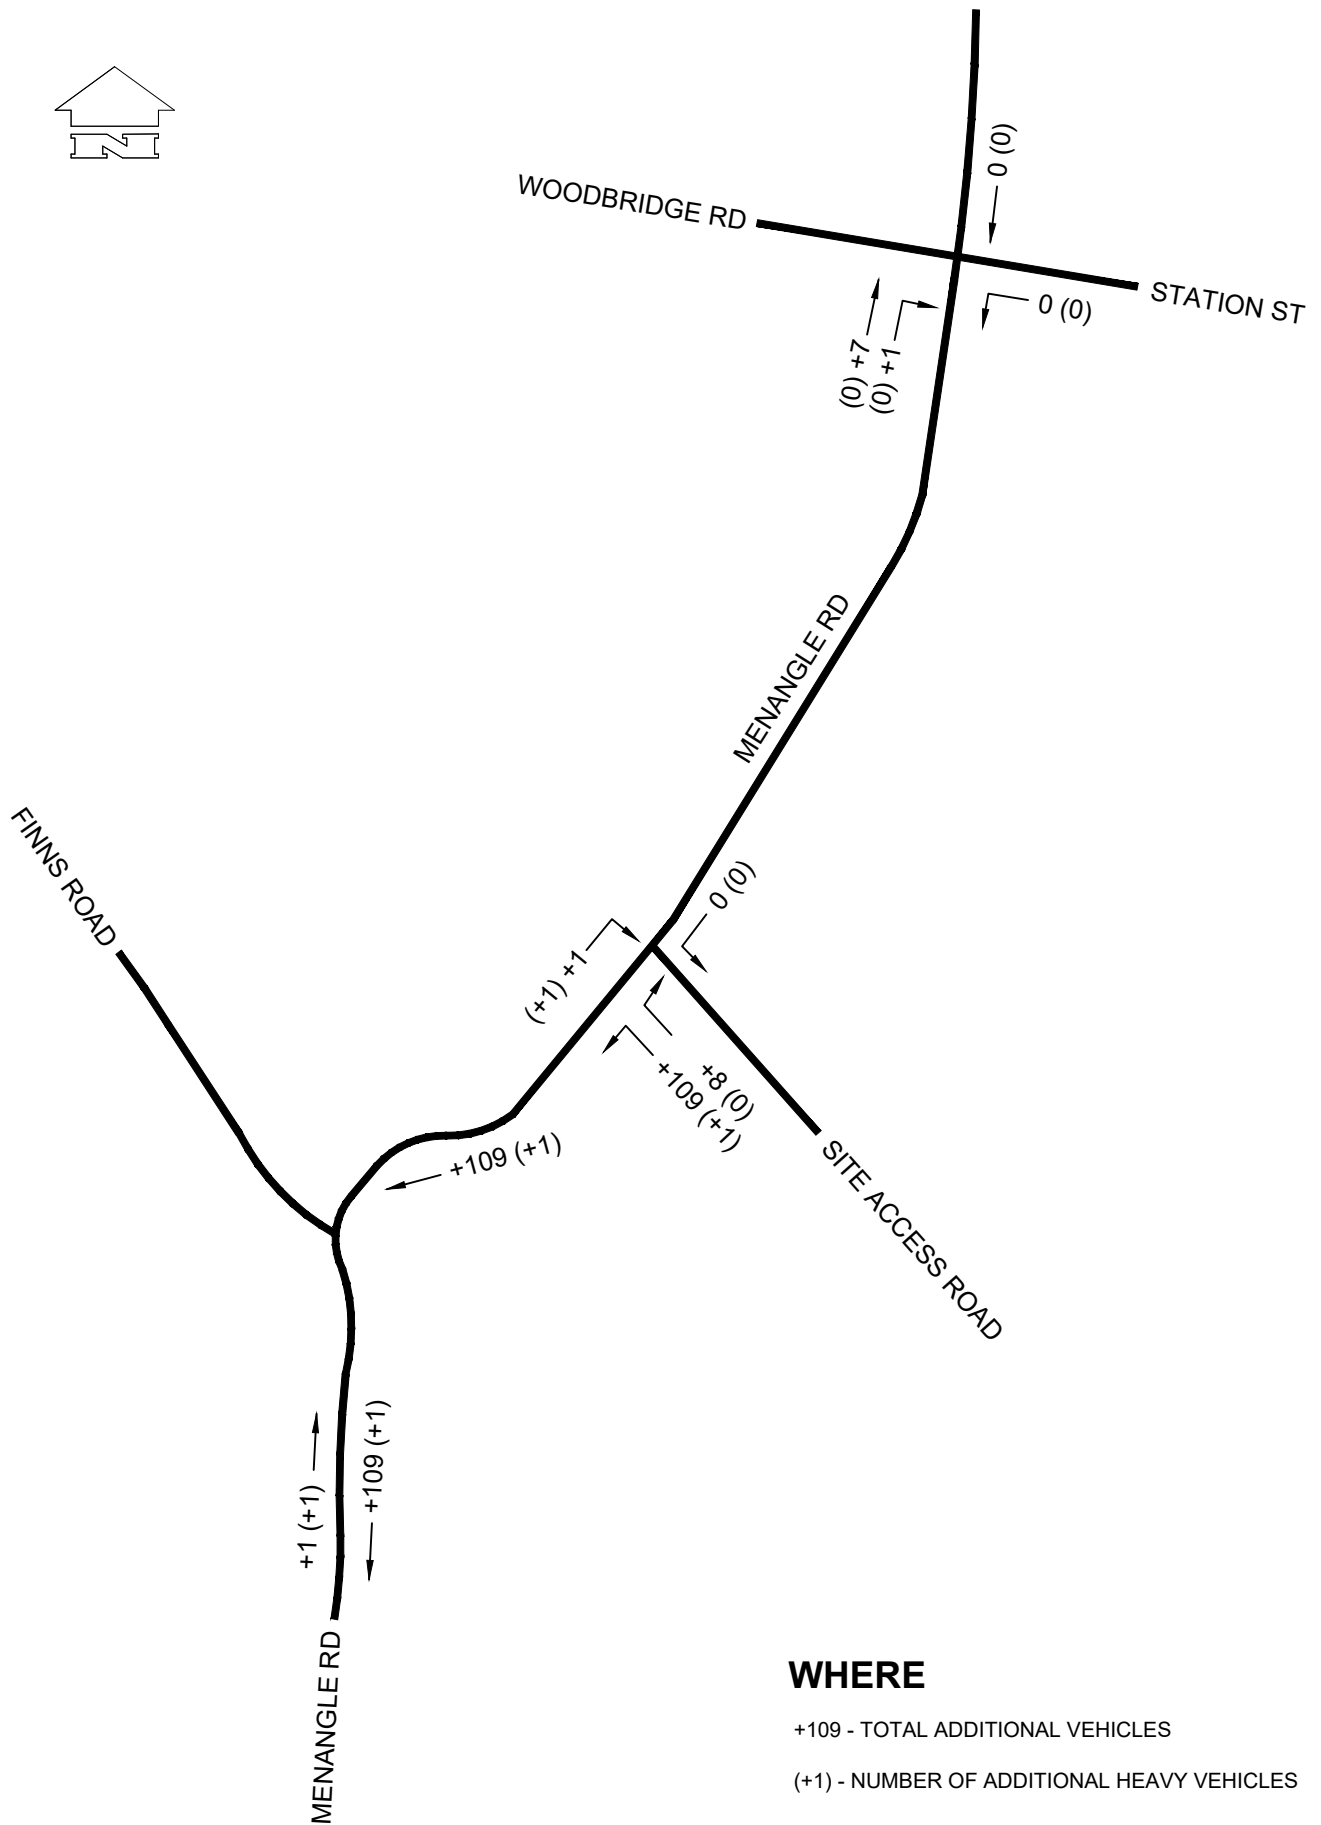 N
0 (0)
WOODBRIDGE RD
STATION ST
0 (0)
(0) +7
(0) +1
MENANGLE RD
FINNS ROAD
0 (0)
(+1) +1
+8 (0)
+109 (+1)
+109 (+1)
SITE ACCESS ROAD
+1 (+1)
+109 (+1)
MENANGLE RD
WHERE
+109 - TOTAL ADDITIONAL VEHICLES
(+1) - NUMBER OF ADDITIONAL HEAVY VEHICLES